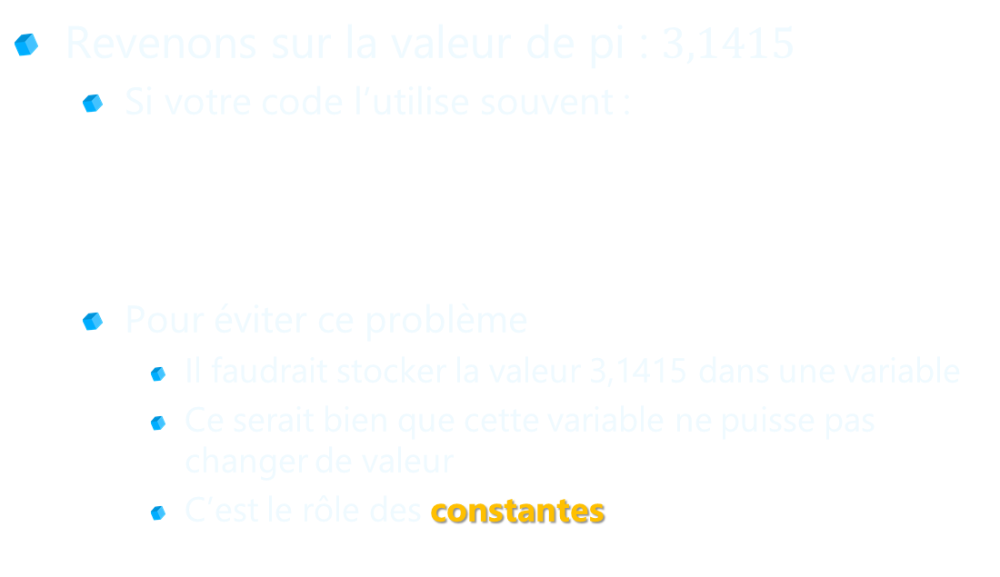 Revenons sur la valeur de pi : 3,1415
Si votre code l'utilise souvent :
Pour éviter ce problème
Il faudrait stocker la valeur 3,1415 dans une variable
Ce serait bien que cette variable ne puisse pas
changer de valeur
C'est le rôle des constantes